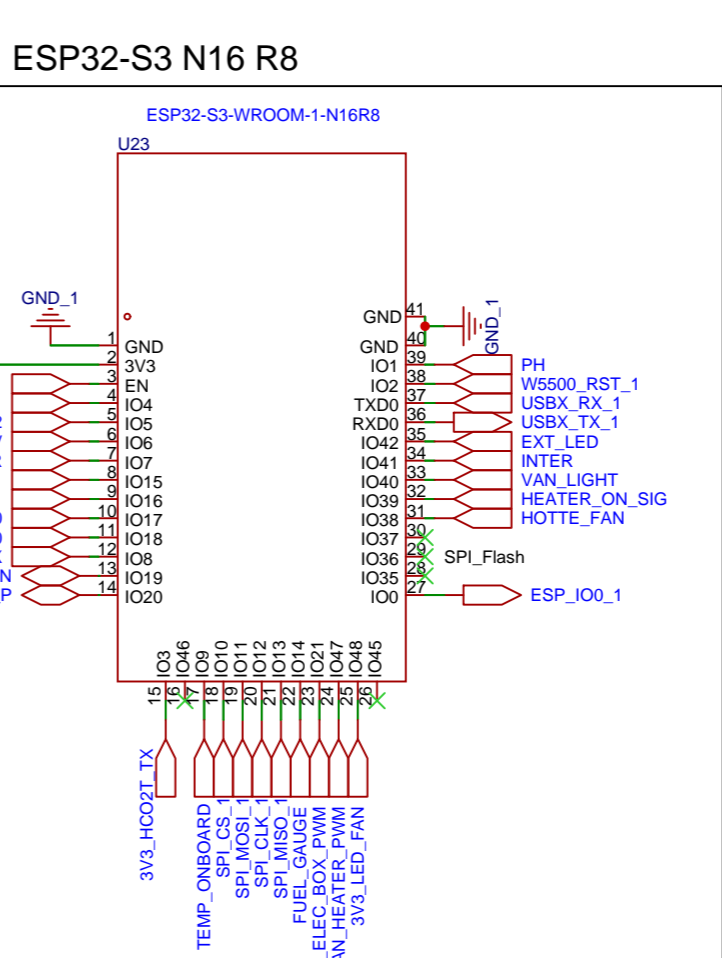 ESP32-S3 N16 R8
ESP32-S3-WROOM-1-N16R8
U23
GND_1
1 GND
2 3V3
3 EN
4 IO4
5 IO5
6 IO6
7 IO7
8 IO15
9 IO16
10 IO17
11 IO18
12 IO8
N 13 IO19
P 14 IO20
GND 41 GND_1
GND 40
IO1 39 PH
IO2 38 W5500_RST_1
TXD0 37 USBX_RX_1
RXD0 36 USBX_TX_1
IO42 35 EXT_LED
IO41 34 INTER
IO40 33 VAN_LIGHT
IO39 32 HEATER_ON_SIG
IO38 31 HOTTE_FAN
IO37 30
IO36 29 SPI_Flash
IO35 28
IO0 27 ESP_IO0_1
IO3 15 3V3_HCO2T_TX
IO46 16
IO9 17 TEMP_ONBOARD
IO10 18 SPI_CS_1
IO11 19 SPI_MOSI_1
IO12 20 SPI_CLK_1
IO13 21 SPI_MISO_1
IO14 22 FUEL_GAUGE
IO21 23 _ELEC_BOX_PWM
IO47 24 AN_HEATER_PWM
IO48 25 3V3_LED_FAN
IO45 26